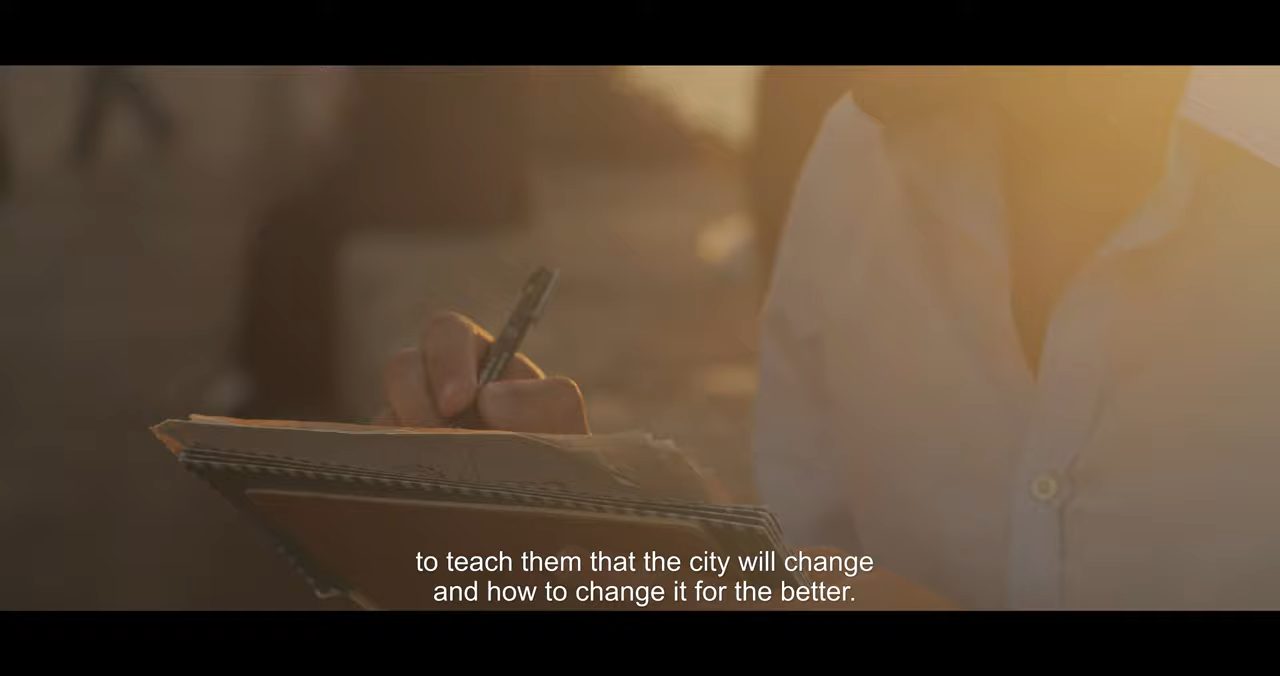 to teach them that the city will change
and how to change it for the better.